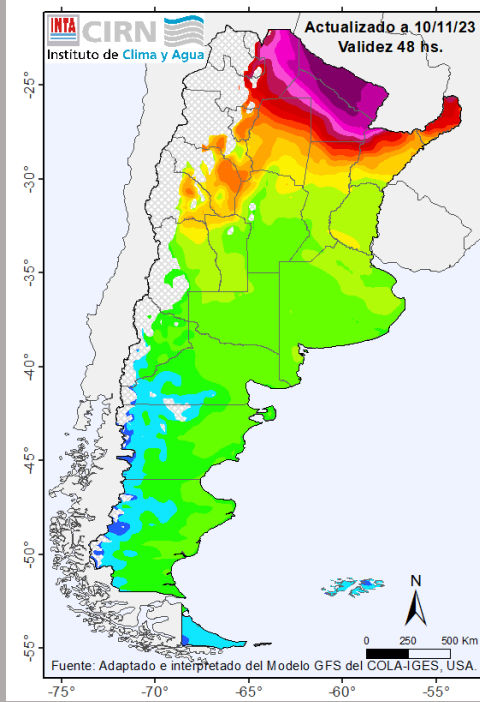 INTA CIRN
Instituto de Clima y Agua
Actualizado a 10/11/23
Validez 48 hs.
-25°
-30°
-35°
-40°
-45°
-50°
-55°
N
0 250 500 Km
Fuente: Adaptado e interpretado del Modelo GFS del COLA-IGES, USA.
-75° -70° -65° -60° -55°